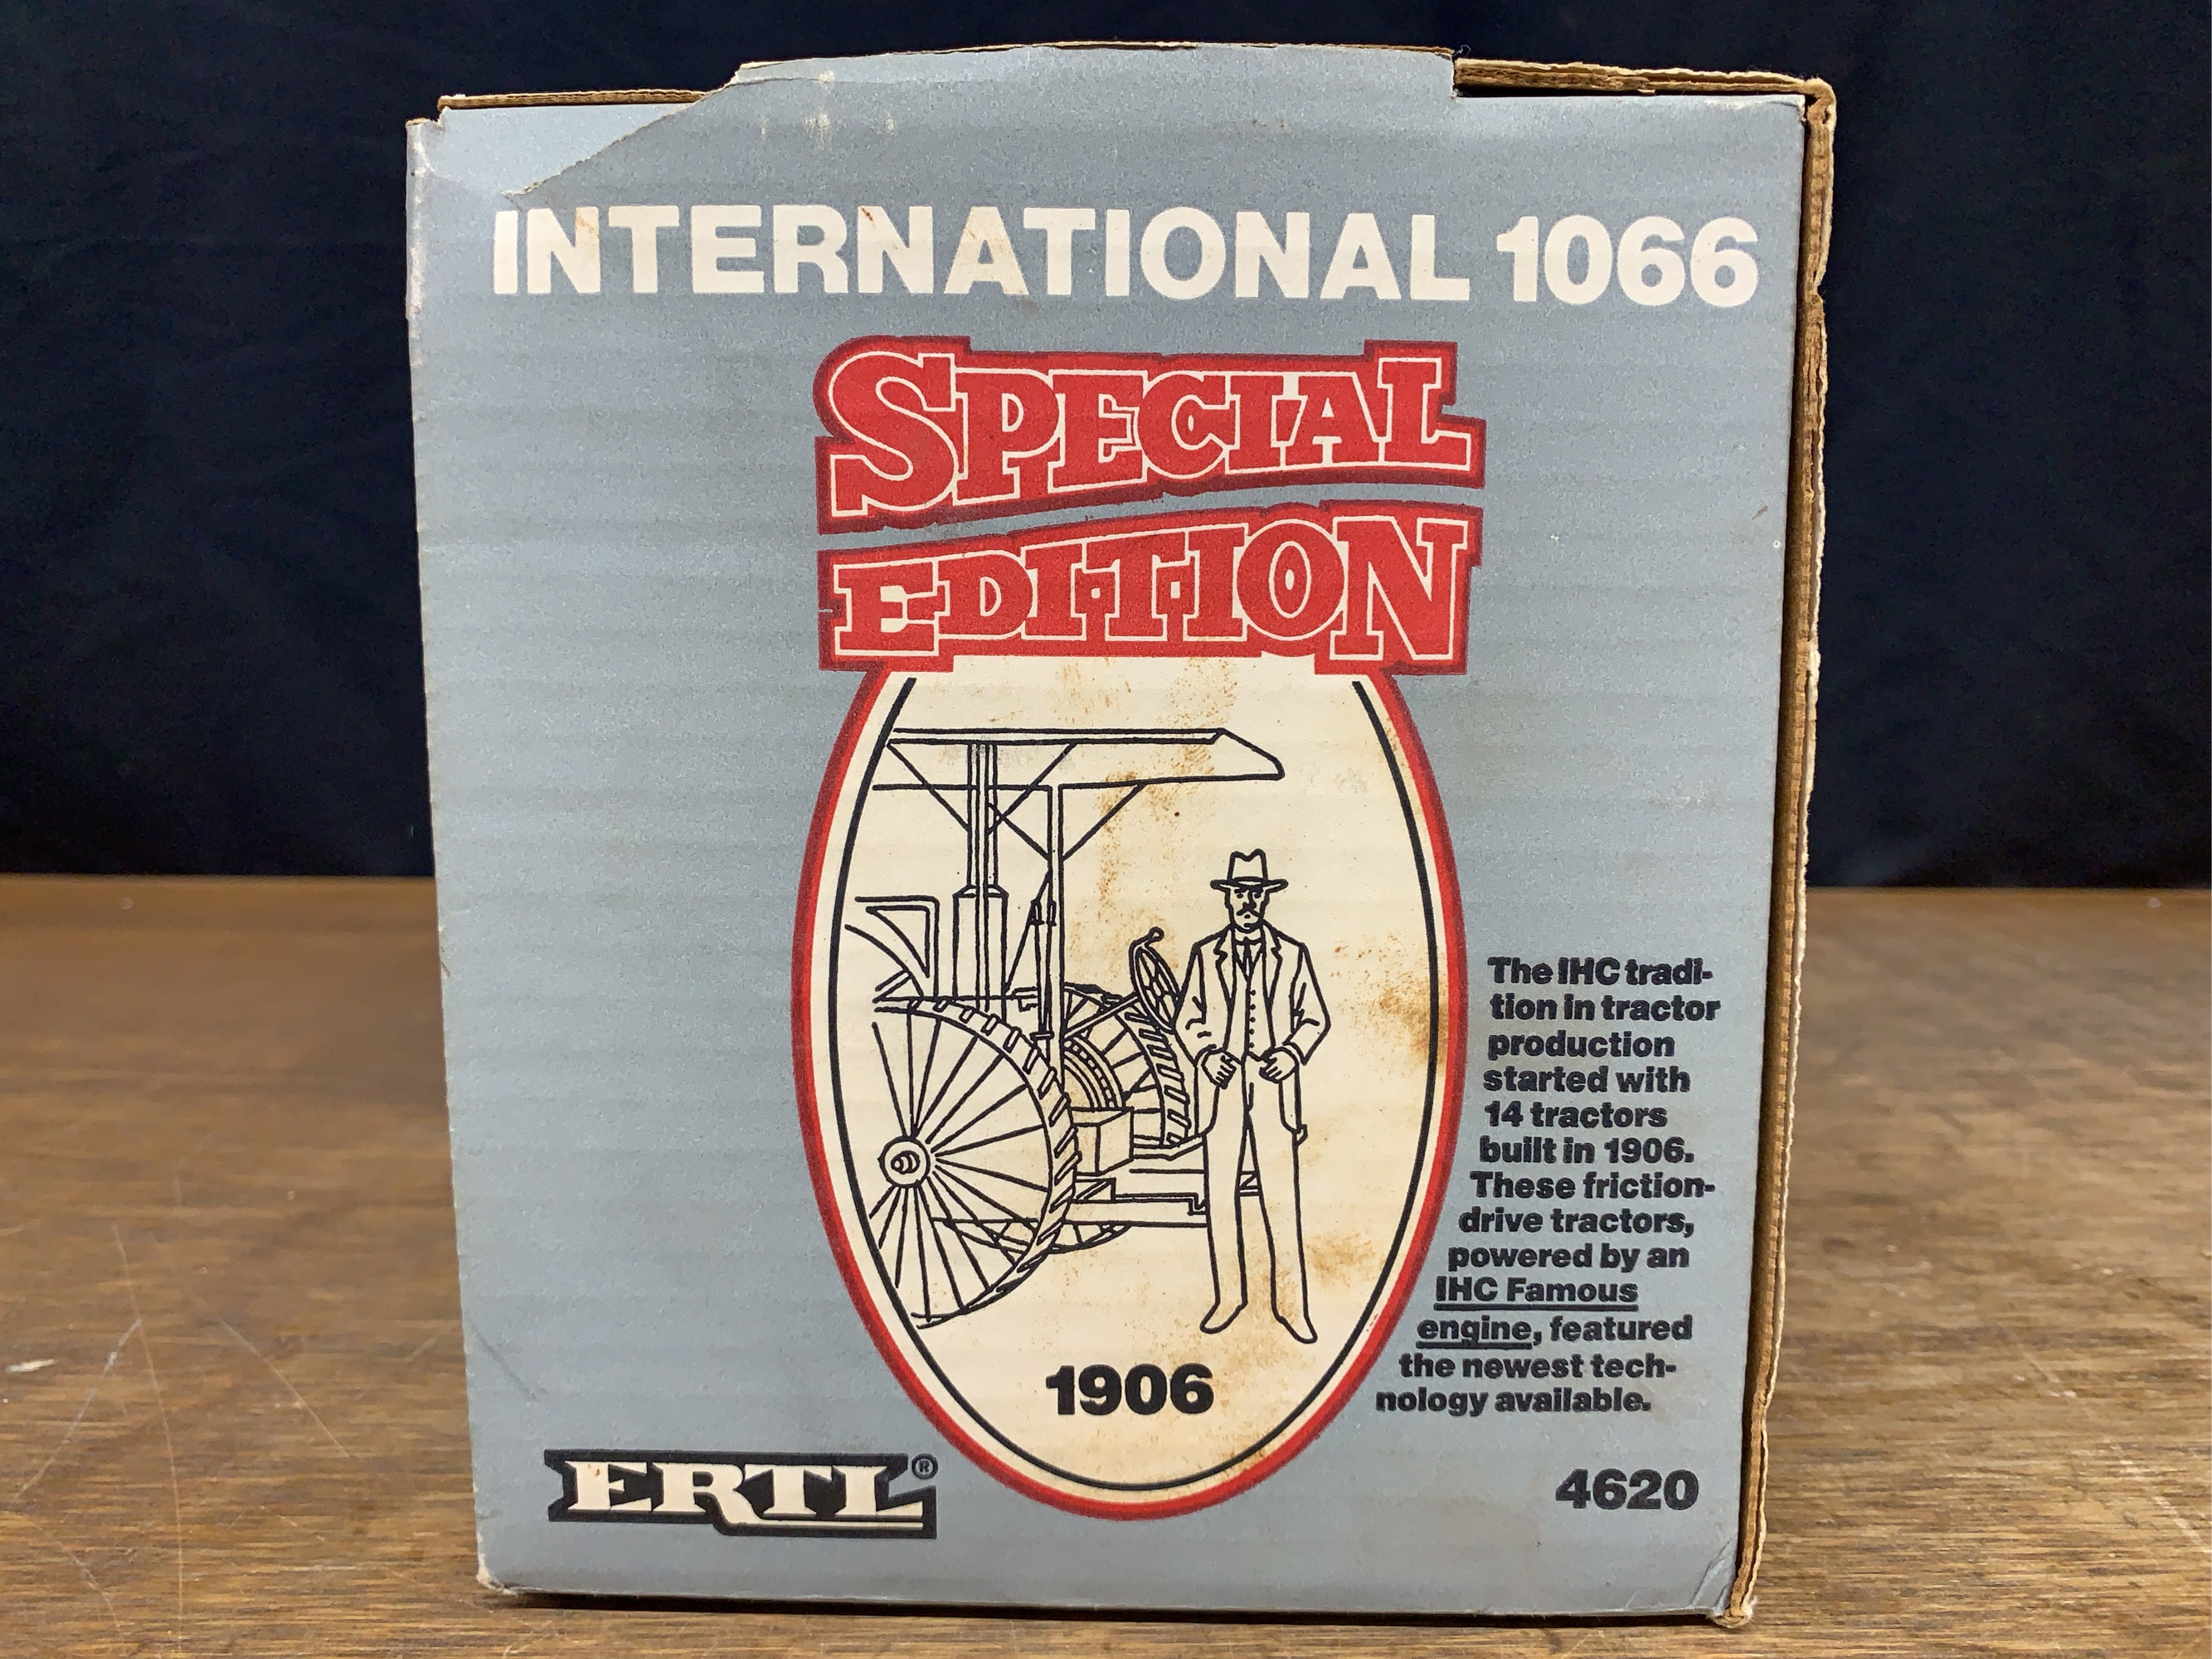 INTERNATIONAL 1066
SPECIAL
EDITION
The IHC tradi-
tion in tractor
production
started with
14 tractors
built in 1906.
These friction-
drive tractors,
powered by an
IHC Famous
engine, featured
the newest tech-
nology available.
1906
ERTL®
4620